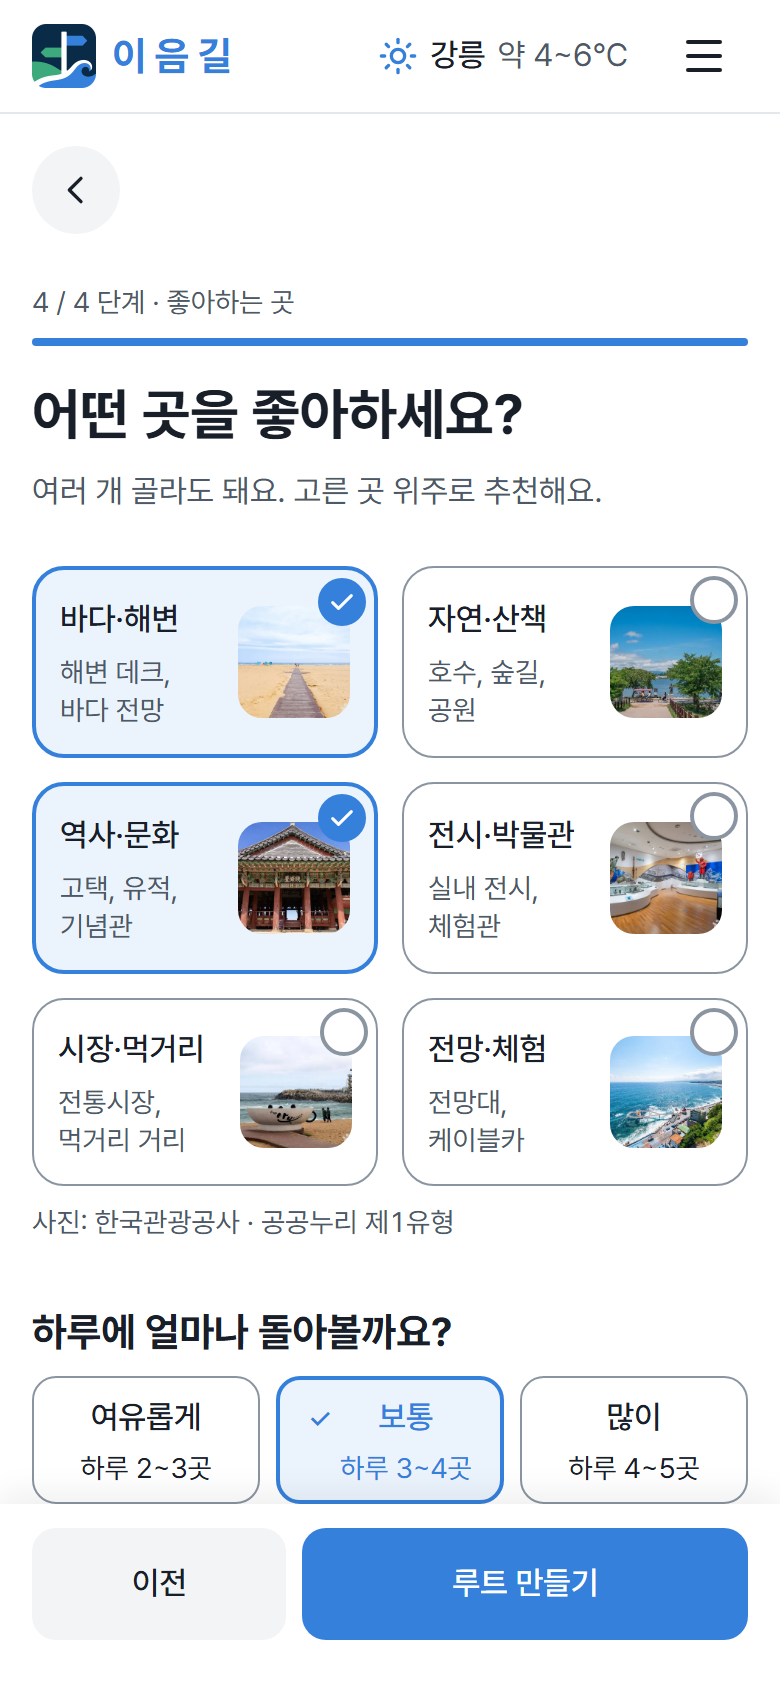 이음길
강릉 약 4~6°C
4 / 4 단계 · 좋아하는 곳
어떤 곳을 좋아하세요?
여러 개 골라도 돼요. 고른 곳 위주로 추천해요.
바다·해변
해변 데크,
바다 전망
자연·산책
호수, 숲길,
공원
역사·문화
고택, 유적,
기념관
전시·박물관
실내 전시,
체험관
시장·먹거리
전통시장,
먹거리 거리
전망·체험
전망대,
케이블카
사진: 한국관광공사 · 공공누리 제1유형
하루에 얼마나 돌아볼까요?
여유롭게
하루 2~3곳
보통
하루 3~4곳
많이
하루 4~5곳
이전
루트 만들기